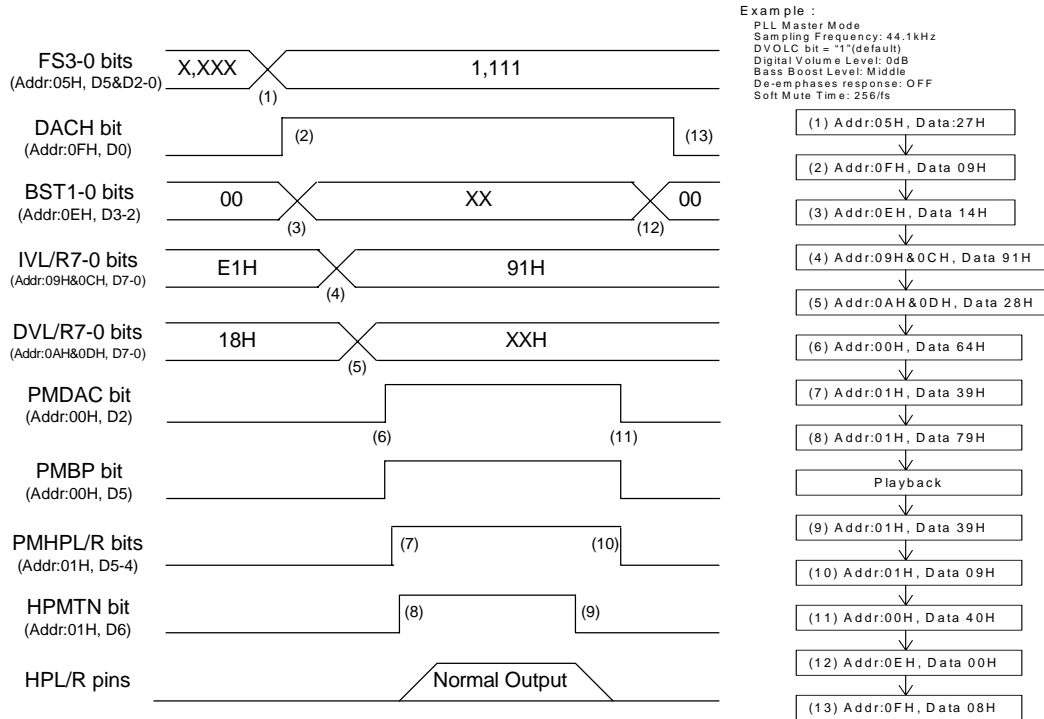 FS3-0 bits
(Addr:05H, D5&D2-0)
X,XXX
1,111
(1)
DACH bit
(Addr:0FH, D0)
(2)
(13)
BST1-0 bits
(Addr:0EH, D3-2)
00
XX
00
(3)
(12)
IVL/R7-0 bits
(Addr:09H&0CH, D7-0)
E1H
91H
(4)
DVL/R7-0 bits
(Addr:0AH&0DH, D7-0)
18H
XXH
(5)
PMDAC bit
(Addr:00H, D2)
(6)
(11)
PMBP bit
(Addr:00H, D5)
PMHPL/R bits
(Addr:01H, D5-4)
(7)
(10)
HPMTN bit
(Addr:01H, D6)
(8)
(9)
HPL/R pins
Normal Output
Example :
PLL Master Mode
Sampling Frequency: 44.1kHz
DVOLC bit = "1"(default)
Digital Volume Level: 0dB
Bass Boost Level: Middle
De-emphases response: OFF
Soft Mute Time: 256/fs
(1) Addr:05H, Data:27H
(2) Addr:0FH, Data 09H
(3) Addr:0EH, Data 14H
(4) Addr:09H&0CH, Data 91H
(5) Addr:0AH&0DH, Data 28H
(6) Addr:00H, Data 64H
(7) Addr:01H, Data 39H
(8) Addr:01H, Data 79H
Playback
(9) Addr:01H, Data 39H
(10) Addr:01H, Data 09H
(11) Addr:00H, Data 40H
(12) Addr:0EH, Data 00H
(13) Addr:0FH, Data 08H